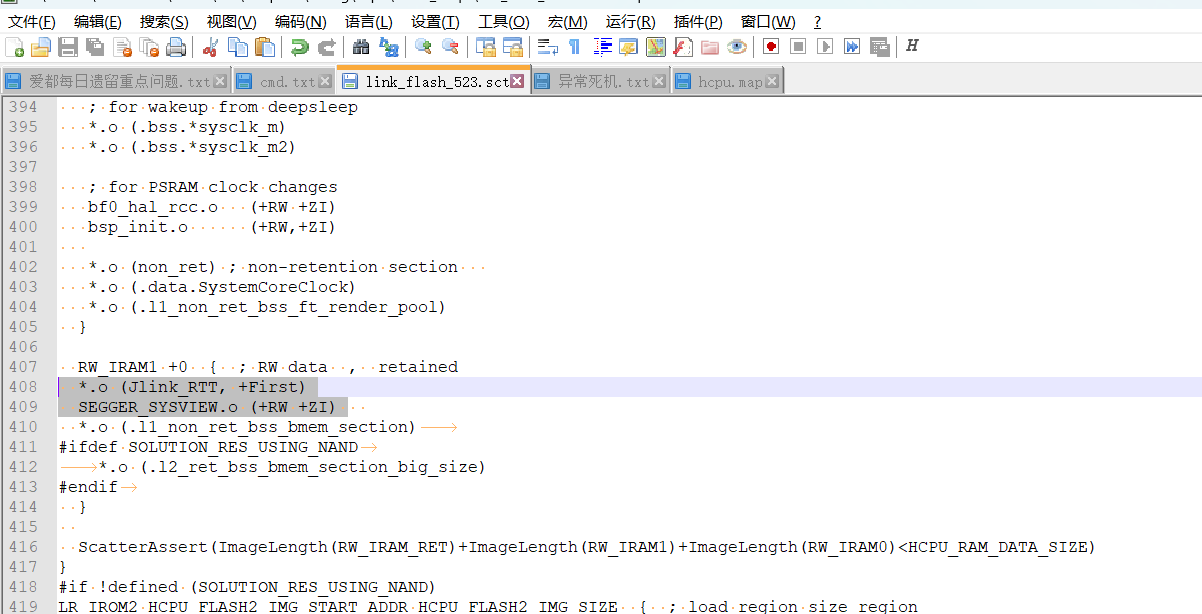 文件(F) 编辑(E) 搜索(S) 视图(V) 编码(N) 语言(L) 设置(T) 工具(O) 宏(M) 运行(R) 插件(P) 窗口(W) ?
爱都每日遗留重点问题.txt cmd.txt link_flash_523.sct 异常死机.txt hcpu.map
394 ; for wakeup from deepsleep
395 *.o (.bss.*sysclk_m)
396 *.o (.bss.*sysclk_m2)
397
398 ; for PSRAM clock changes
399 bf0_hal_rcc.o (+RW +ZI)
400 bsp_init.o (+RW,+ZI)
401
402 *.o (non_ret) ; non-retention section
403 *.o (.data.SystemCoreClock)
404 *.o (.l1_non_ret_bss_ft_render_pool)
405 }
406
407 RW_IRAM1 +0 { ; RW data , retained
408 *.o (Jlink_RTT, +First)
409 SEGGER_SYSVIEW.o (+RW +ZI)
410 *.o (.l1_non_ret_bss_bmem_section)
411 #ifdef SOLUTION_RES_USING_NAND
412 *.o (.l2_ret_bss_bmem_section_big_size)
413 #endif
414 }
415
416 ScatterAssert(ImageLength(RW_IRAM_RET)+ImageLength(RW_IRAM1)+ImageLength(RW_IRAM0)<HCPU_RAM_DATA_SIZE)
417 }
418 #if !defined (SOLUTION_RES_USING_NAND)
419 LR_IROM2 HCPU_FLASH2_IMG_START_ADDR HCPU_FLASH2_IMG_SIZE { ; load region size_region